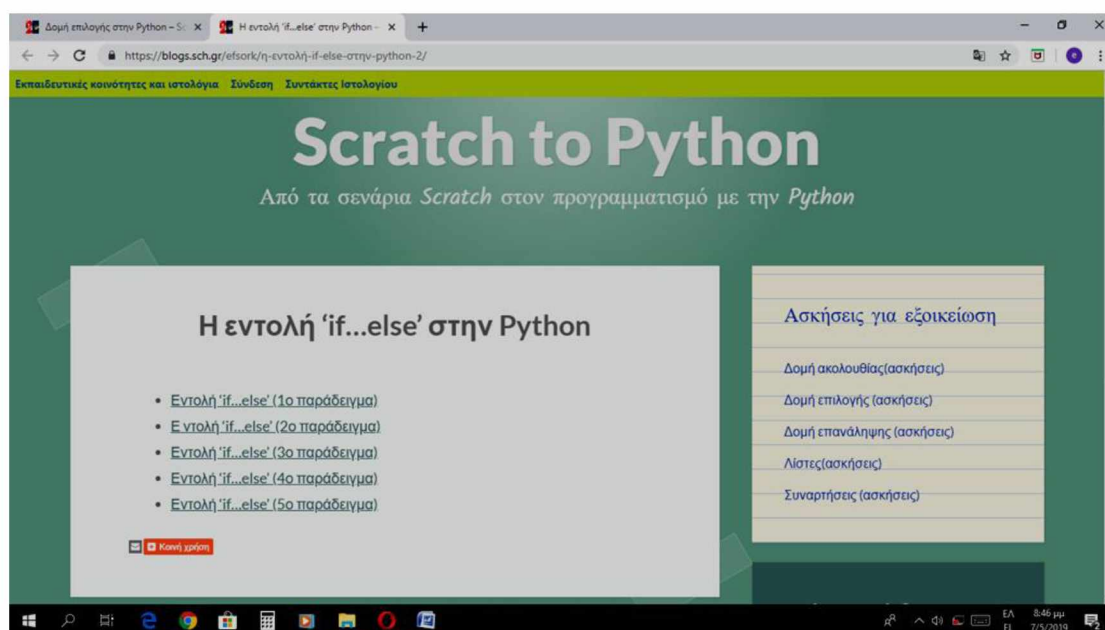 Δομή επιλογής στην Python – Sc
Η εντολή 'if...else' στην Python –
https://blogs.sch.gr/efsork/η-εντολή-if-else-στην-python-2/
Εκπαιδευτικές κοινότητες και ιστολόγια Σύνδεση Συντάκτες Ιστολογίου
Scratch to Python
Από τα σενάρια Scratch στον προγραμματισμό με την Python
Η εντολή ‘if…else’ στην Python
• Εντολή ‘if…else’ (1ο παράδειγμα)
• Ε ντολή ‘if…else’ (2ο παράδειγμα)
• Εντολή ‘if…else’ (3ο παράδειγμα)
• Εντολή ‘if…else’ (4ο παράδειγμα)
• Εντολή ‘if…else’ (5ο παράδειγμα)
Κοινή χρήση
Ασκήσεις για εξοικείωση
Δομή ακολουθίας(ασκήσεις)
Δομή επιλογής (ασκήσεις)
Δομή επανάληψης (ασκήσεις)
Λίστες(ασκήσεις)
Συναρτήσεις (ασκήσεις)
ΕΛ 8:46 μμ
EL 7/5/2019